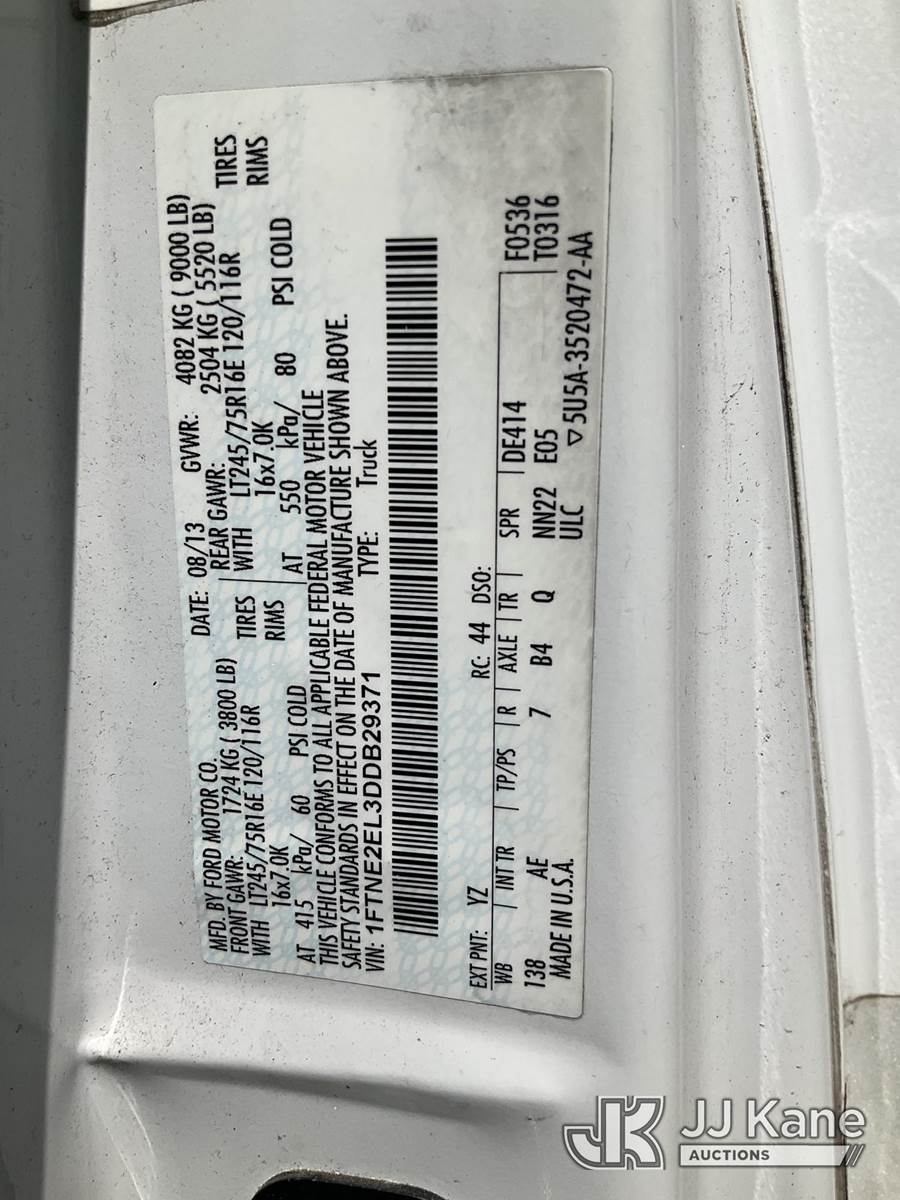 MFD. BY FORD MOTOR CO.
DATE: 08/13 GVWR: 4082 KG ( 9000 LB)
FRONT GAWR: 1724 KG ( 3800 LB) REAR GAWR: 2504 KG ( 5520 LB)
WITH LT245/75R16E 120/116R TIRES WITH LT245/75R16E 120/116R TIRES
16x7.0K RIMS 16x7.0K RIMS
AT 415 kPa/ 60 PSI COLD AT 550 kPa/ 80 PSI COLD
THIS VEHICLE CONFORMS TO ALL APPLICABLE FEDERAL MOTOR VEHICLE
SAFETY STANDARDS IN EFFECT ON THE DATE OF MANUFACTURE SHOWN ABOVE.
VIN: 1FTNE2EL3DDB29371 TYPE: Truck
EXT PNT: YZ RC: 44 DSO: F0536
WB INT TR TP/PS R AXLE TR SPR DE414 T0316
138 AE 7 B4 Q NN22 E05
MADE IN U.S.A. ULC ▽5U5A-3520472-AA
JK JJ Kane
AUCTIONS